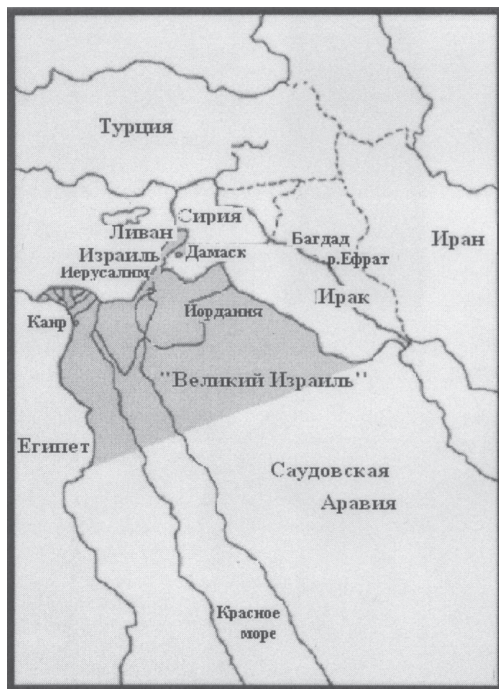 Турция
Сирия
Ливан
Израиль
Иерусалим
Дамаск
Багдад
р.Ефрат
Иран
Ирак
Каир
Иордания
"Великий Израиль"
Египет
Саудовская
Аравия
Красное
море